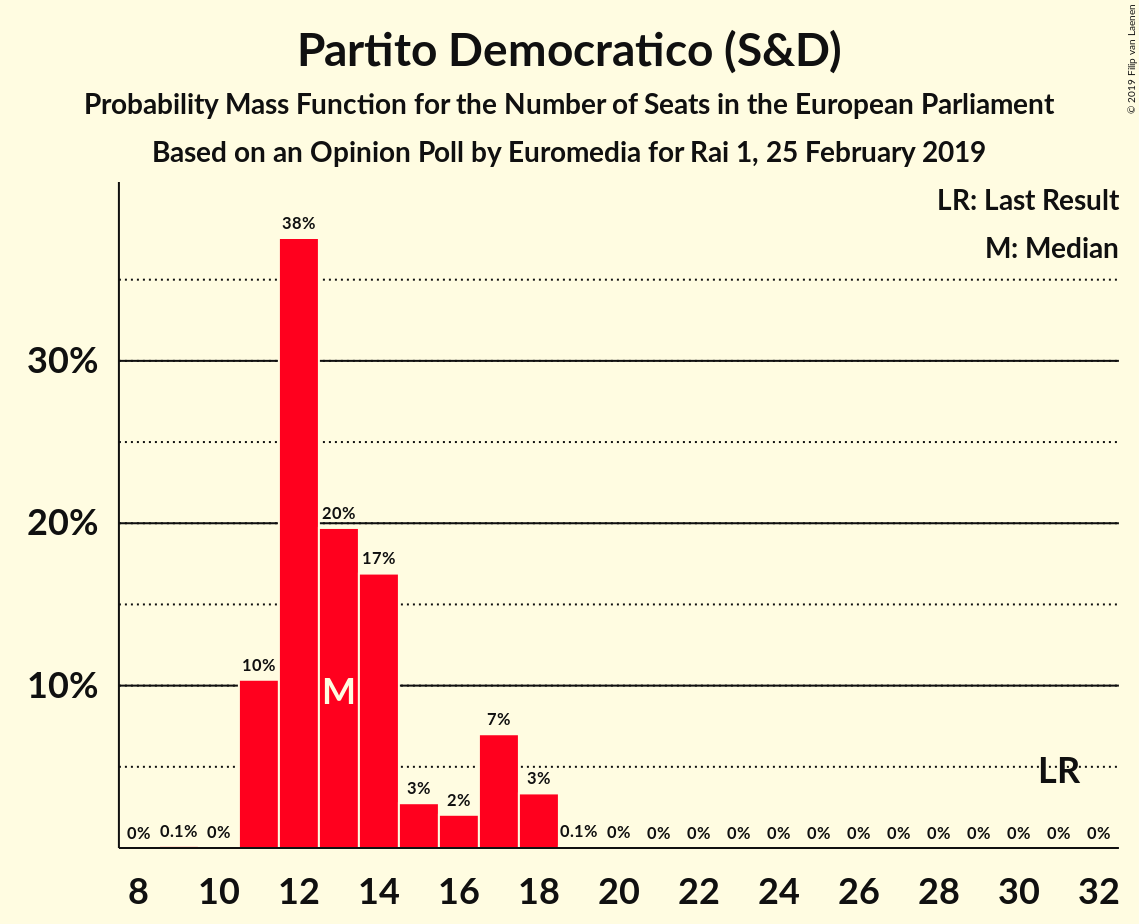 © 2019 Filip van Laenen
Partito Democratico (S&D)
Probability Mass Function for the Number of Seats in the European Parliament
Based on an Opinion Poll by Euromedia for Rai 1, 25 February 2019
LR: Last Result
M: Median
38%
30%
20%
20%
17%
10%
10%
M
7%
LR
3%
3%
2%
0% 0.1% 0% 0.1% 0% 0% 0% 0% 0% 0% 0% 0% 0% 0% 0% 0% 0%
8 10 12 14 16 18 20 22 24 26 28 30 32